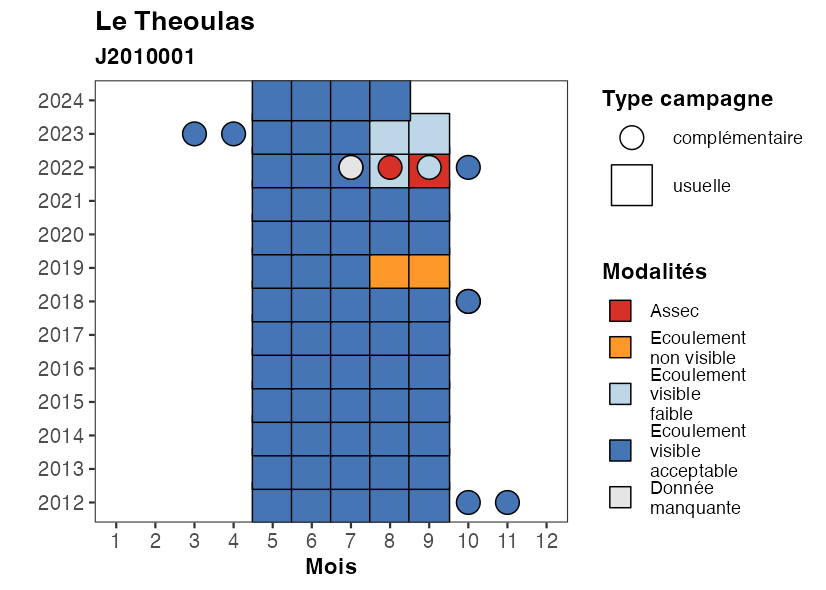 Le Theoulas
J2010001
2024
2023
2022
2021
2020
2019
2018
2017
2016
2015
2014
2013
2012
1 2 3 4 5 6 7 8 9 10 11 12
Mois
Type campagne
complémentaire
usuelle
Modalités
Assec
Ecoulement
non visible
Ecoulement
visible
faible
Ecoulement
visible
acceptable
Donnée
manquante